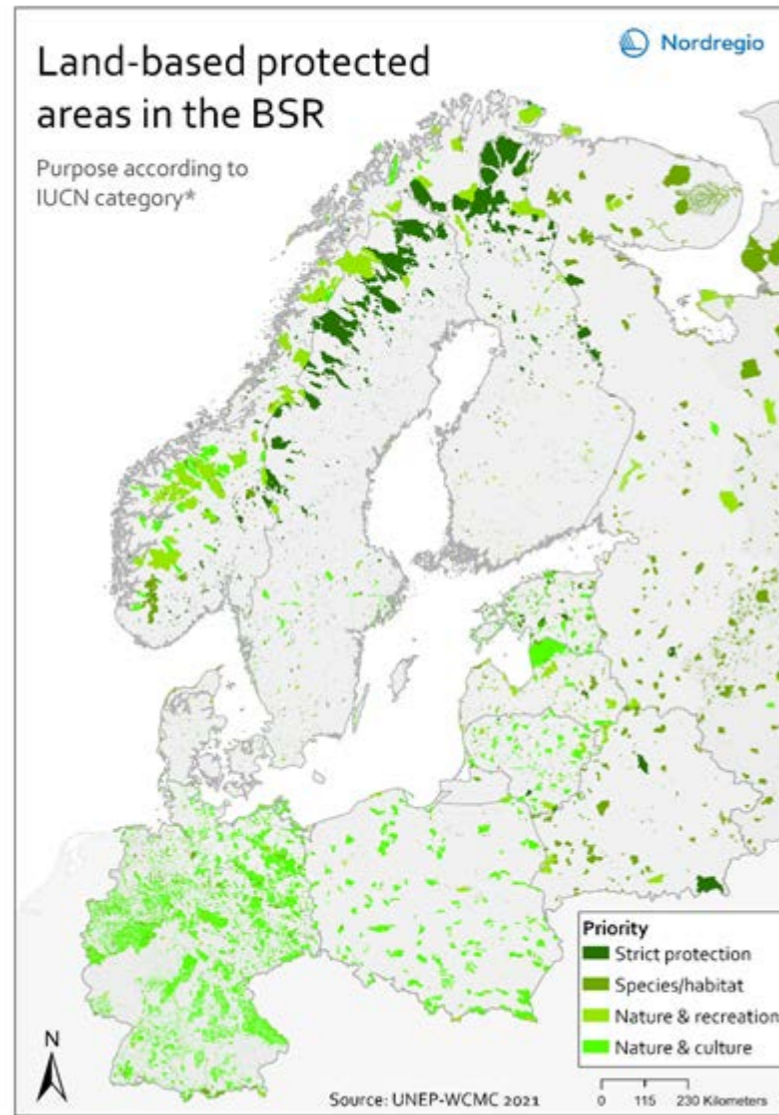 Land-based protected
areas in the BSR
Purpose according to
IUCN category*
Nordregio
Priority
Strict protection
Species/habitat
Nature & recreation
Nature & culture
N
Source: UNEP-WCMC 2021
0 115 230 Kilometers